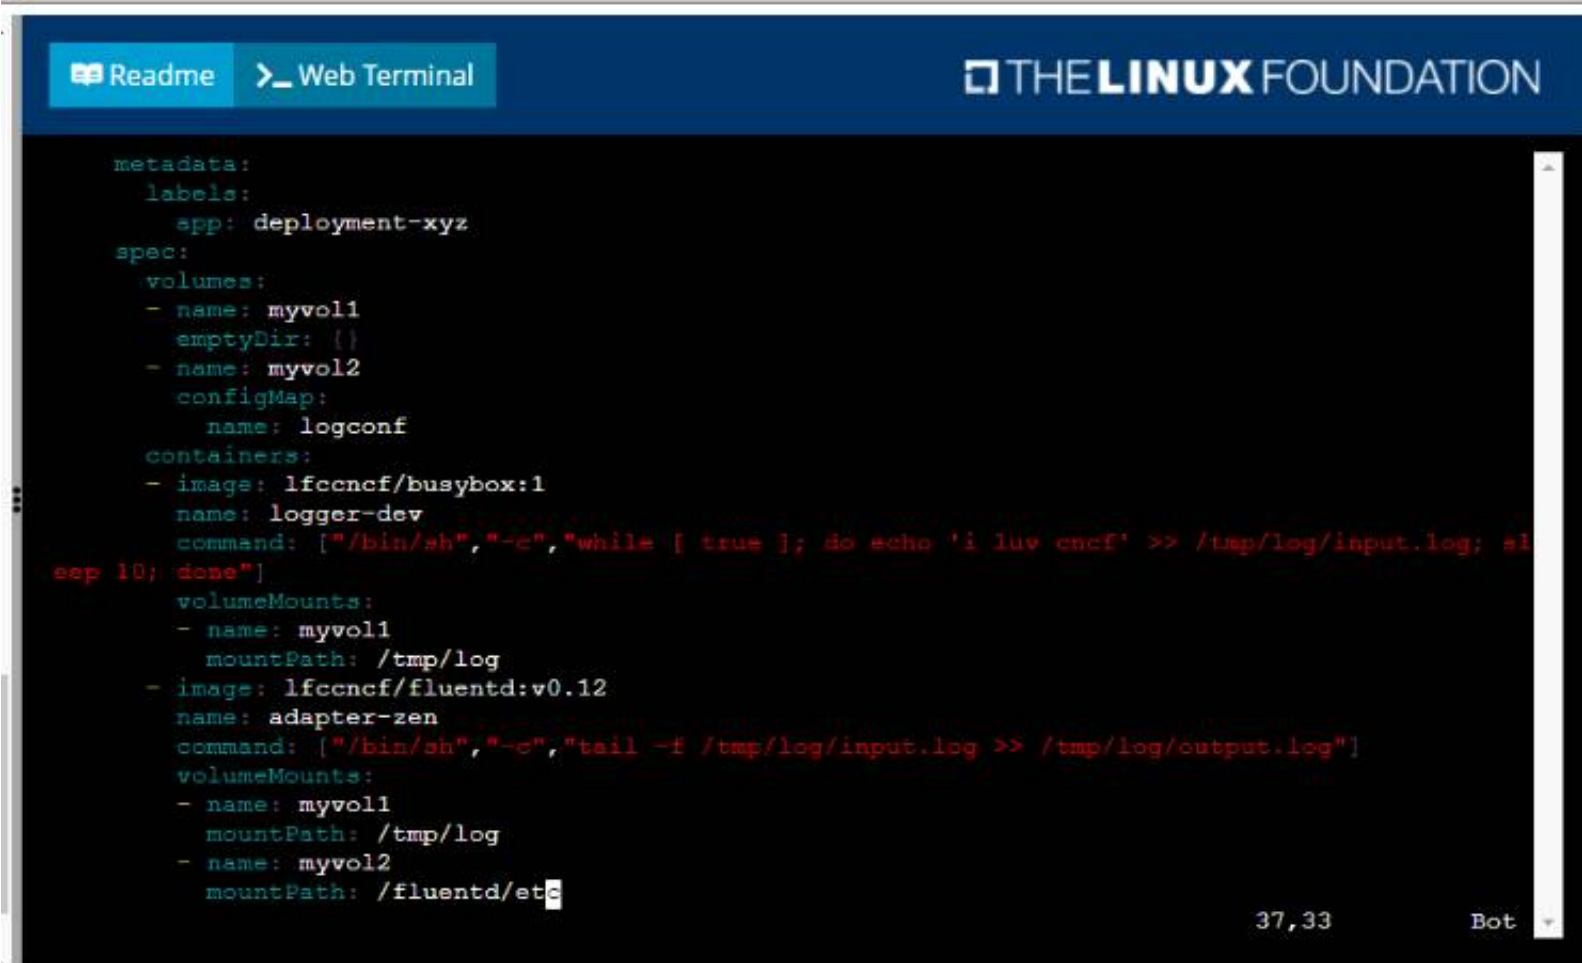 Readme
>_ Web Terminal
THE LINUX FOUNDATION
metadata:
labels:
app: deployment-xyz
spec:
volumes:
- name: myvol1
emptyDir: {}
- name: myvol2
configMap:
name: logconf
containers:
- image: lfccncf/busybox:1
name: logger-dev
command: ["/bin/sh","-c","while [ true ]; do echo 'i luv cncf' >> /tmp/log/input.log; sl
eep 10; done"]
volumeMounts:
- name: myvol1
mountPath: /tmp/log
- image: lfccncf/fluentd:v0.12
name: adapter-zen
command: ["/bin/sh","-c","tail -f /tmp/log/input.log >> /tmp/log/output.log"]
volumeMounts:
- name: myvol1
mountPath: /tmp/log
- name: myvol2
mountPath: /fluentd/etc
37,33 Bot